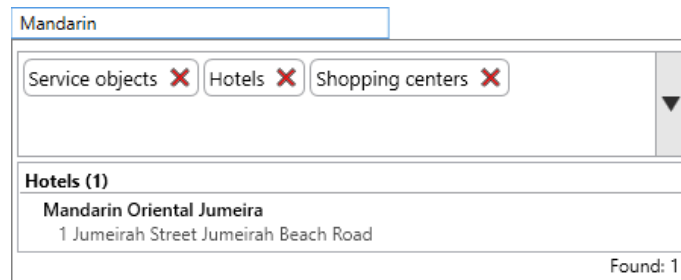 Mandarin
Service objects Hotels Shopping centers
Hotels (1)
Mandarin Oriental Jumeira
1 Jumeirah Street Jumeirah Beach Road
Found: 1